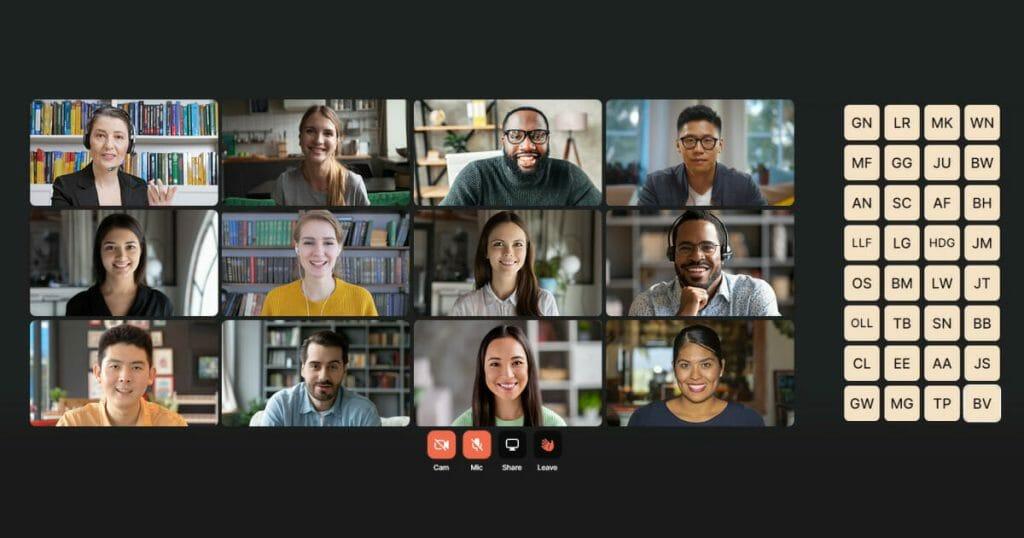 GN LR MK WN
MF GG JU BW
AN SC AF BH
LLF LG HDG JM
OS BM LW JT
OLL TB SN BB
CL EE AA JS
GW MG TP BV
Cam Mic Share Leave